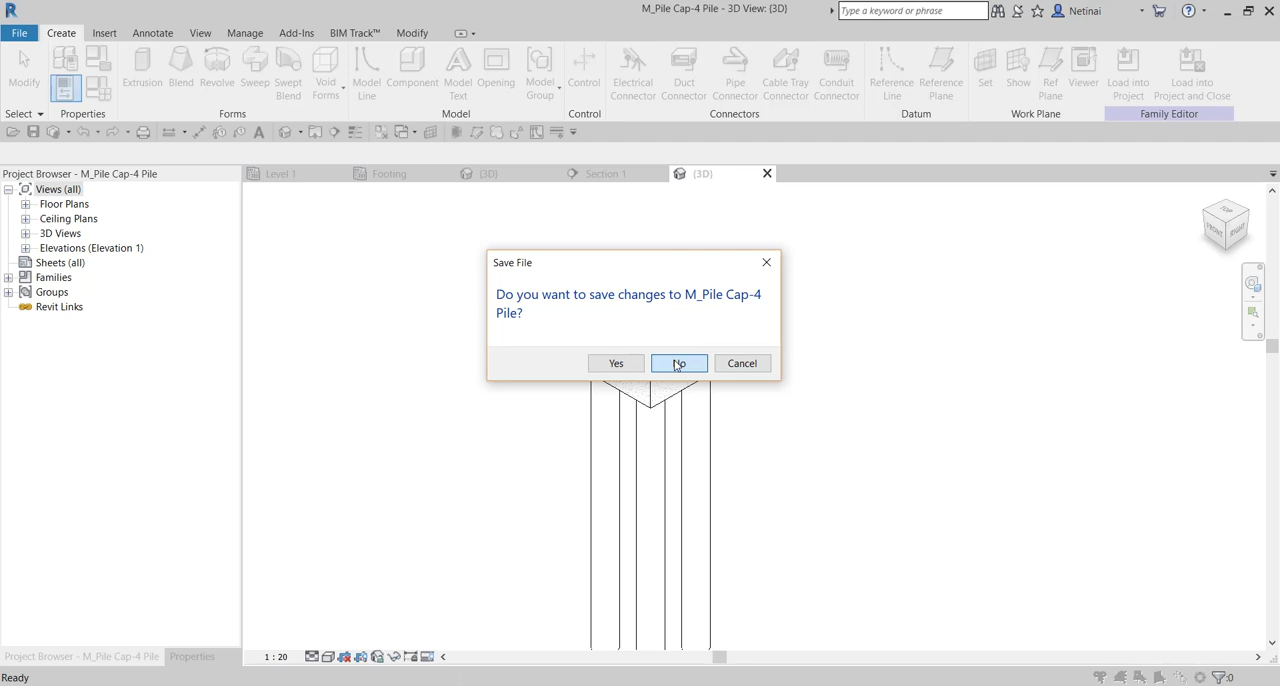 M_Pile Cap-4 Pile - 3D View: {3D}
Type a keyword or phrase
Netinai
File Create Insert Annotate View Manage Add-Ins BIM Track™ Modify
Modify Extrusion Blend Revolve Sweep Swept Blend Void Forms Model Line Component Model Text Opening Model Group Control Electrical Connector Duct Connector Pipe Connector Cable Tray Connector Conduit Connector Reference Line Reference Plane Set Show Ref Plane Viewer Load into Project Load into Project and Close
Select Properties Forms Model Control Connectors Datum Work Plane Family Editor
Project Browser - M_Pile Cap-4 Pile
Level 1 Footing {3D} Section 1 {3D}
Views (all)
Floor Plans
Ceiling Plans
3D Views
Elevations (Elevation 1)
Sheets (all)
Families
Groups
Revit Links
TOP
FRONT RIGHT
Save File
Do you want to save changes to M_Pile Cap-4
Pile?
Yes No Cancel
Project Browser - M_Pile Cap-4 Pile Properties
1 : 20
Ready
:0